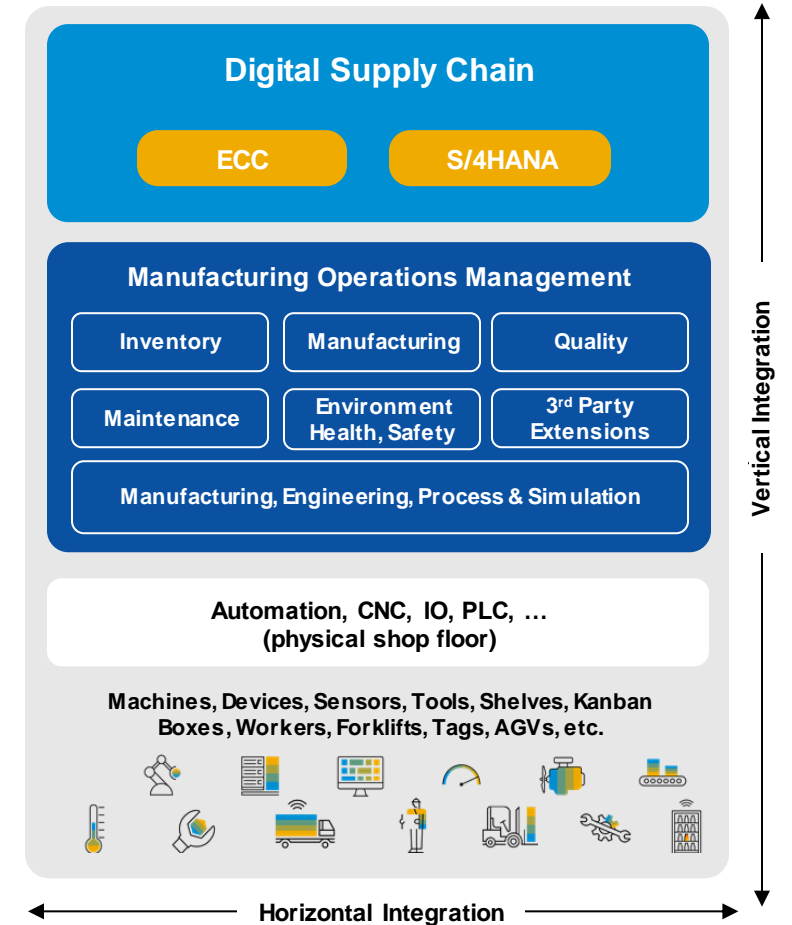 Digital Supply Chain
ECC
S/4HANA
Manufacturing Operations Management
Inventory
Manufacturing
Quality
Maintenance
Environment
Health, Safety
3rd Party
Extensions
Manufacturing, Engineering, Process & Simulation
Automation, CNC, IO, PLC, …
(physical shop floor)
Machines, Devices, Sensors, Tools, Shelves, Kanban
Boxes, Workers, Forklifts, Tags, AGVs, etc.
Vertical Integration
Horizontal Integration